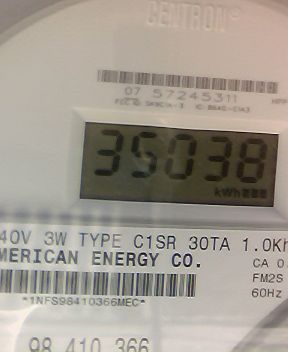 CENTRON®
07 57245311
35038
kWh
40V 3W TYPE C1SR 30TA 1.0Kh
MERICAN ENERGY CO.
CA 0.
FM2S
60Hz
*1NFS98410366MEC*
98 410 366